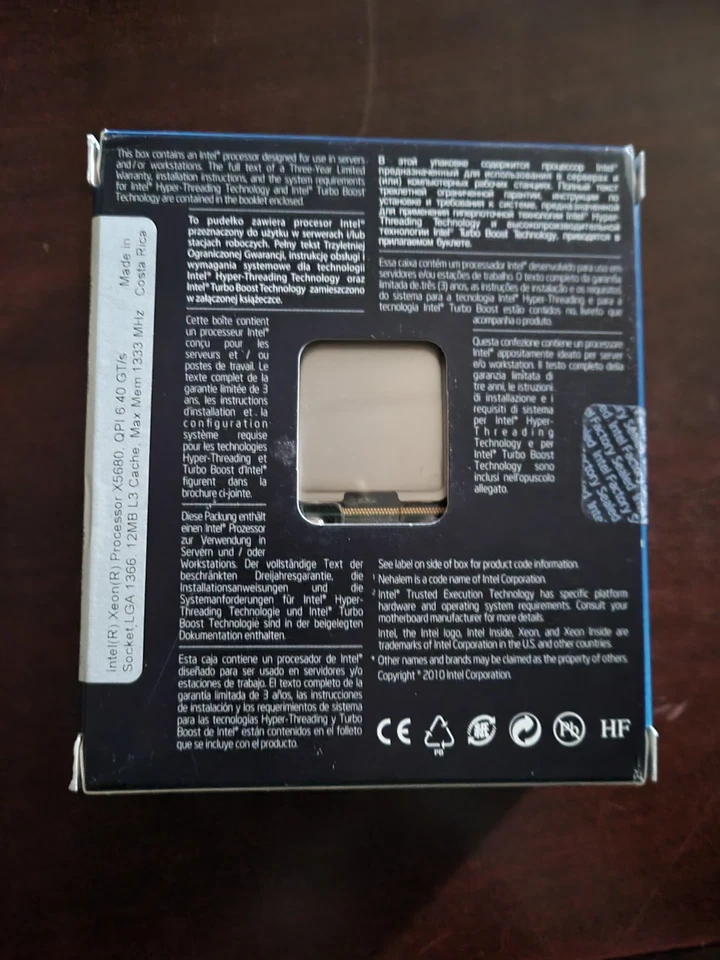 This box contains an Intel® processor designed for use in servers
and/or workstations. The full text of a Three-Year Limited
Warranty, installation instructions, and the system requirements
for Intel® Hyper-Threading Technology and Intel® Turbo Boost
Technology are contained in the booklet enclosed.
To pudełko zawiera procesor Intel®
przeznaczony do użytku w serwerach i/lub
stacjach roboczych. Pełny tekst Trzyletniej
Ograniczonej Gwarancji, instrukcję obsługi i
wymagania systemowe dla technologii
Intel® Hyper-Threading Technology oraz
Intel® Turbo Boost Technology zamieszczono
w załączonej książeczce.
Cette boîte contient
un processeur Intel®
conçu pour les
serveurs et / ou
postes de travail. Le
texte complet de la
garantie limitée de 3
ans, les instructions
d'installation et la
configuration
système requise
pour les technologies
Hyper-Threading et
Turbo Boost d'Intel®
figurent dans la
brochure ci-jointe.
Diese Packung enthält
einen Intel® Prozessor
zur Verwendung in
Servern und / oder
Workstations. Der vollständige Text der
beschränkten Dreijahresgarantie, die
Installationsanweisungen und die
Systemanforderungen für Intel® Hyper-
Threading Technologie und Intel® Turbo
Boost Technologie sind in der beigelegten
Dokumentation enthalten.
Esta caja contiene un procesador de Intel®
diseñado para ser usado en servidores y/o
estaciones de trabajo. El texto completo de la
garantía limitada de 3 años, las instrucciones
de instalación y los requerimientos de sistema
para las tecnologías Hyper-Threading y Turbo
Boost de Intel® están contenidos en el folleto
que se incluye con el producto.
В этой упаковке содержится процессор Intel®
предназначенный для использования в серверах и
(или) компьютерных рабочих станциях. Полный текст
трехлетней ограниченной гарантии, инструкции по
установке и требования к системе, предназначенной
для применения гиперпоточной технологии Intel® Hyper-
Threading Technology и высокопроизводительной
технологии Intel® Turbo Boost Technology, приводятся в
прилагаемом буклете.
Essa caixa contém um processador Intel® desenvolvido para uso em
servidores e/ou estações de trabalho. O texto completo da garantia
limitada de três (3) anos, as instruções de instalação e os requisitos
do sistema para a tecnologia Intel® Hyper-Threading e para a
tecnologia Intel® Turbo Boost estão contidos no livreto que
acompanha o produto.
Questa confezione contiene un processore
Intel® appositamente ideato per server
e/o workstation. Il testo completo della
garanzia limitata di
tre anni, le istruzioni
di installazione e i
requisiti di sistema
per Intel® Hyper-
Threading
Technology e per
Intel® Turbo Boost
Technology sono
inclusi nell'opuscolo
allegato.
See label on side of box for product code information.
¹ Nehalem is a code name of Intel Corporation.
² Intel® Trusted Execution Technology has specific platform
hardware and operating system requirements. Consult your
motherboard manufacturer for more details.
Intel, the Intel logo, Intel Inside, Xeon, and Xeon Inside are
trademarks of Intel Corporation in the U.S. and other countries.
* Other names and brands may be claimed as the property of others.
Copyright © 2010 Intel Corporation.
CE
PB
Pb
HF
Intel(R) Xeon(R) Processor X5680, QPI 6.40 GT/s
Socket LGA 1366 12MB L3 Cache, Max Mem 1333 MHz
Made in
Costa Rica
Intel Factory Sealed